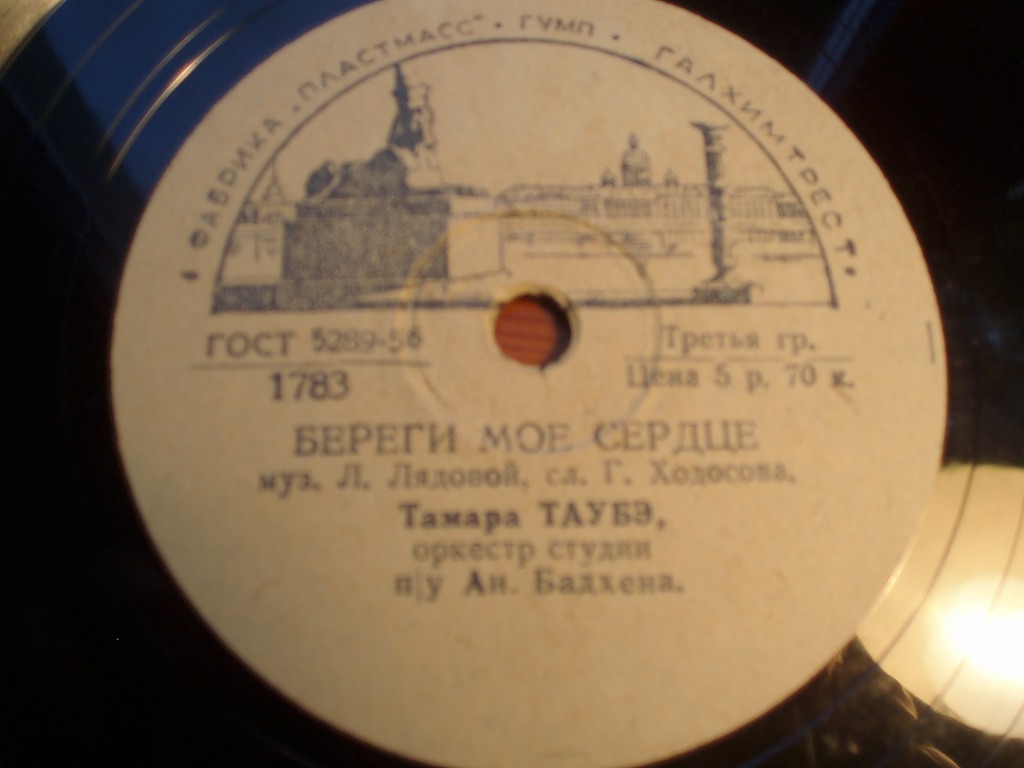 ФАБРИКА „ПЛАСТМАСС“ • ГУМП • ГАЛХИМТРЕСТ •
ГОСТ 5289-56
1783
Третья гр.
Цена 5 р. 70 к.
БЕРЕГИ МОЕ СЕРДЦЕ
муз. Л. Лядовой, сл. Г. Ходосова,
Тамара ТАУБЭ,
оркестр студии
п/у Ан. Бадхена.